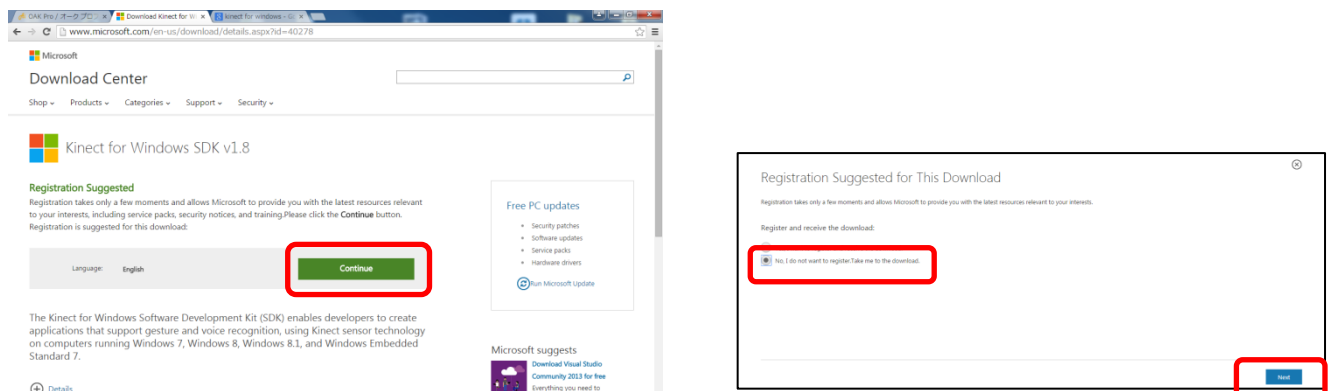 DAK Pro / オークプロ
Download Kinect for Wi
kinect for windows - G
www.microsoft.com/en-us/download/details.aspx?id=40278
Microsoft
Download Center
Shop Products Categories Support Security
Kinect for Windows SDK v1.8
Registration Suggested
Registration takes only a few moments and allows Microsoft to provide you with the latest resources relevant
to your interests, including service packs, security notices, and training.Please click the Continue button.
Registration is suggested for this download:
Language: English
Continue
The Kinect for Windows Software Development Kit (SDK) enables developers to create
applications that support gesture and voice recognition, using Kinect sensor technology
on computers running Windows 7, Windows 8, Windows 8.1, and Windows Embedded
Standard 7.
Details
Free PC updates
Security patches
Software updates
Service packs
Hardware drivers
Run Microsoft Update
Microsoft suggests
Download Visual Studio
Community 2013 for free
Everything you need to
Registration Suggested for This Download
Registration takes only a few moments and allows Microsoft to provide you with the latest resources relevant to your interests.
Register and receive the download:
No, I do not want to register.Take me to the download.
Next